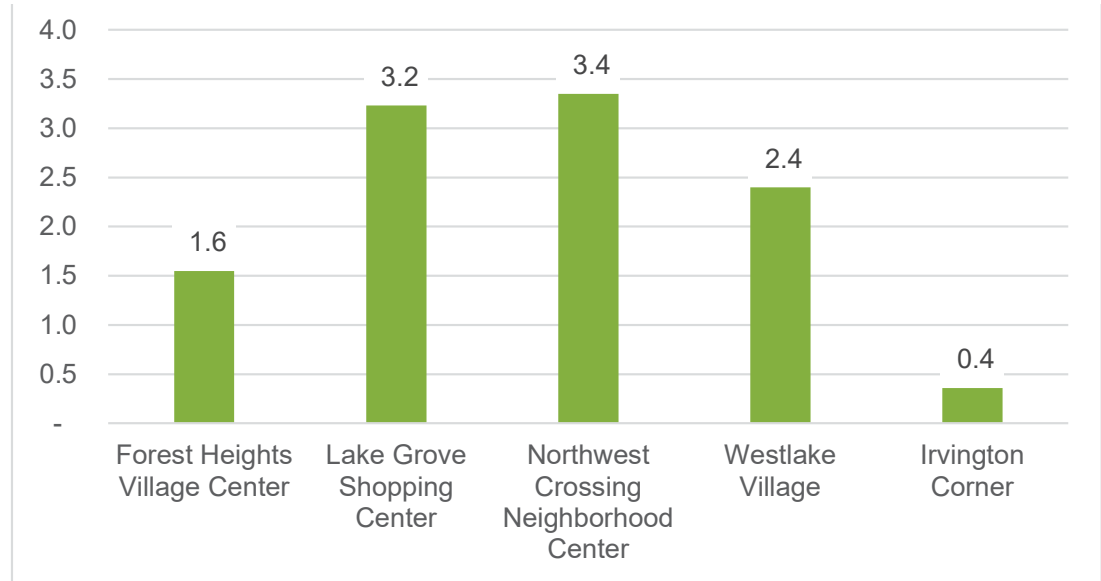 4.0
3.5
3.0
2.5
2.0
1.5
1.0
0.5
-
1.6
3.2
3.4
2.4
0.4
Forest Heights
Village Center
Lake Grove
Shopping
Center
Northwest
Crossing
Neighborhood
Center
Westlake
Village
Irvington
Corner